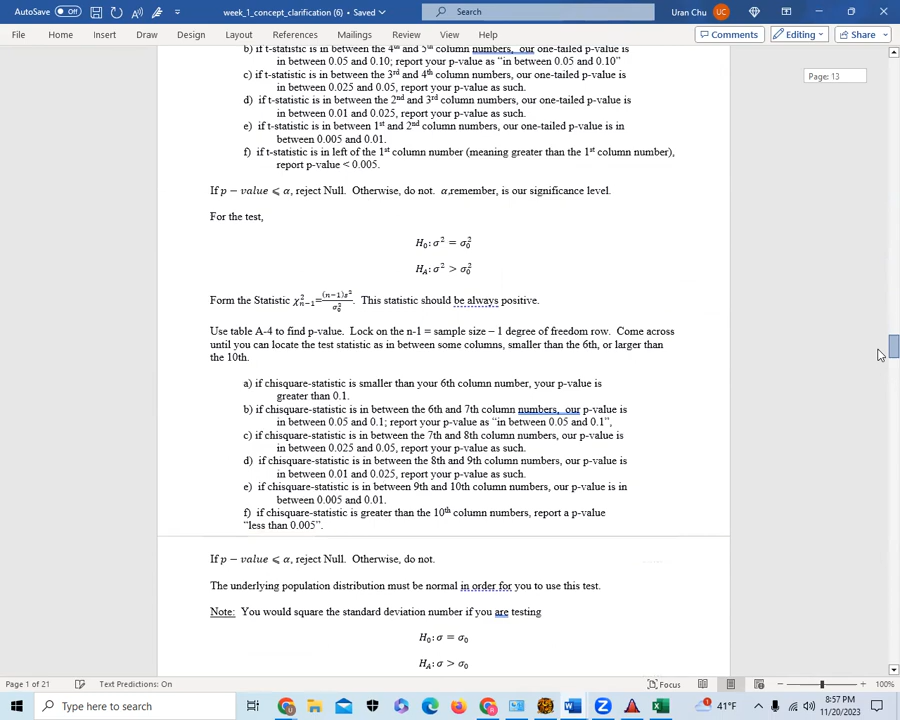 AutoSave Off week_1_concept_clarification (6) • Saved Search Uran Chu UC
File Home Insert Draw Design Layout References Mailings Review View Help Comments Editing Share
b) if t-statistic is in between the 4th and 5th column numbers, our one-tailed p-value is
in between 0.05 and 0.10; report your p-value as “in between 0.05 and 0.10”
Page: 13
c) if t-statistic is in between the 3rd and 4th column numbers, our one-tailed p-value is
in between 0.025 and 0.05, report your p-value as such.
d) if t-statistic is in between the 2nd and 3rd column numbers, our one-tailed p-value is
in between 0.01 and 0.025, report your p-value as such.
e) if t-statistic is in between 1st and 2nd column numbers, our one-tailed p-value is in
between 0.005 and 0.01.
f) if t-statistic is in left of the 1st column number (meaning greater than the 1st column number),
report p-value < 0.005.
If p − value ⩽ α, reject Null. Otherwise, do not. α,remember, is our significance level.
For the test,
H₀: σ² = σ₀²
H_A: σ² > σ₀²
Form the Statistic χ²ₙ₋₁=(n−1)s²/σ₀². This statistic should be always positive.
Use table A-4 to find p-value. Lock on the n-1 = sample size – 1 degree of freedom row. Come across
until you can locate the test statistic as in between some columns, smaller than the 6th, or larger than
the 10th.
a) if chisquare-statistic is smaller than your 6th column number, your p-value is
greater than 0.1.
b) if chisquare-statistic is in between the 6th and 7th column numbers, our p-value is
in between 0.05 and 0.1; report your p-value as “in between 0.05 and 0.1”,
c) if chisquare-statistic is in between the 7th and 8th column numbers, our p-value is
in between 0.025 and 0.05, report your p-value as such.
d) if chisquare-statistic is in between the 8th and 9th column numbers, our p-value is
in between 0.01 and 0.025, report your p-value as such.
e) if chisquare-statistic is in between 9th and 10th column numbers, our p-value is in
between 0.005 and 0.01.
f) if chisquare-statistic is greater than the 10th column numbers, report a p-value
“less than 0.005”.
If p − value ⩽ α, reject Null. Otherwise, do not.
The underlying population distribution must be normal in order for you to use this test.
Note: You would square the standard deviation number if you are testing
H₀: σ = σ₀
H_A: σ > σ₀
Page 1 of 21 Text Predictions: On Focus 100%
Type here to search 41°F 8:57 PM
11/20/2023